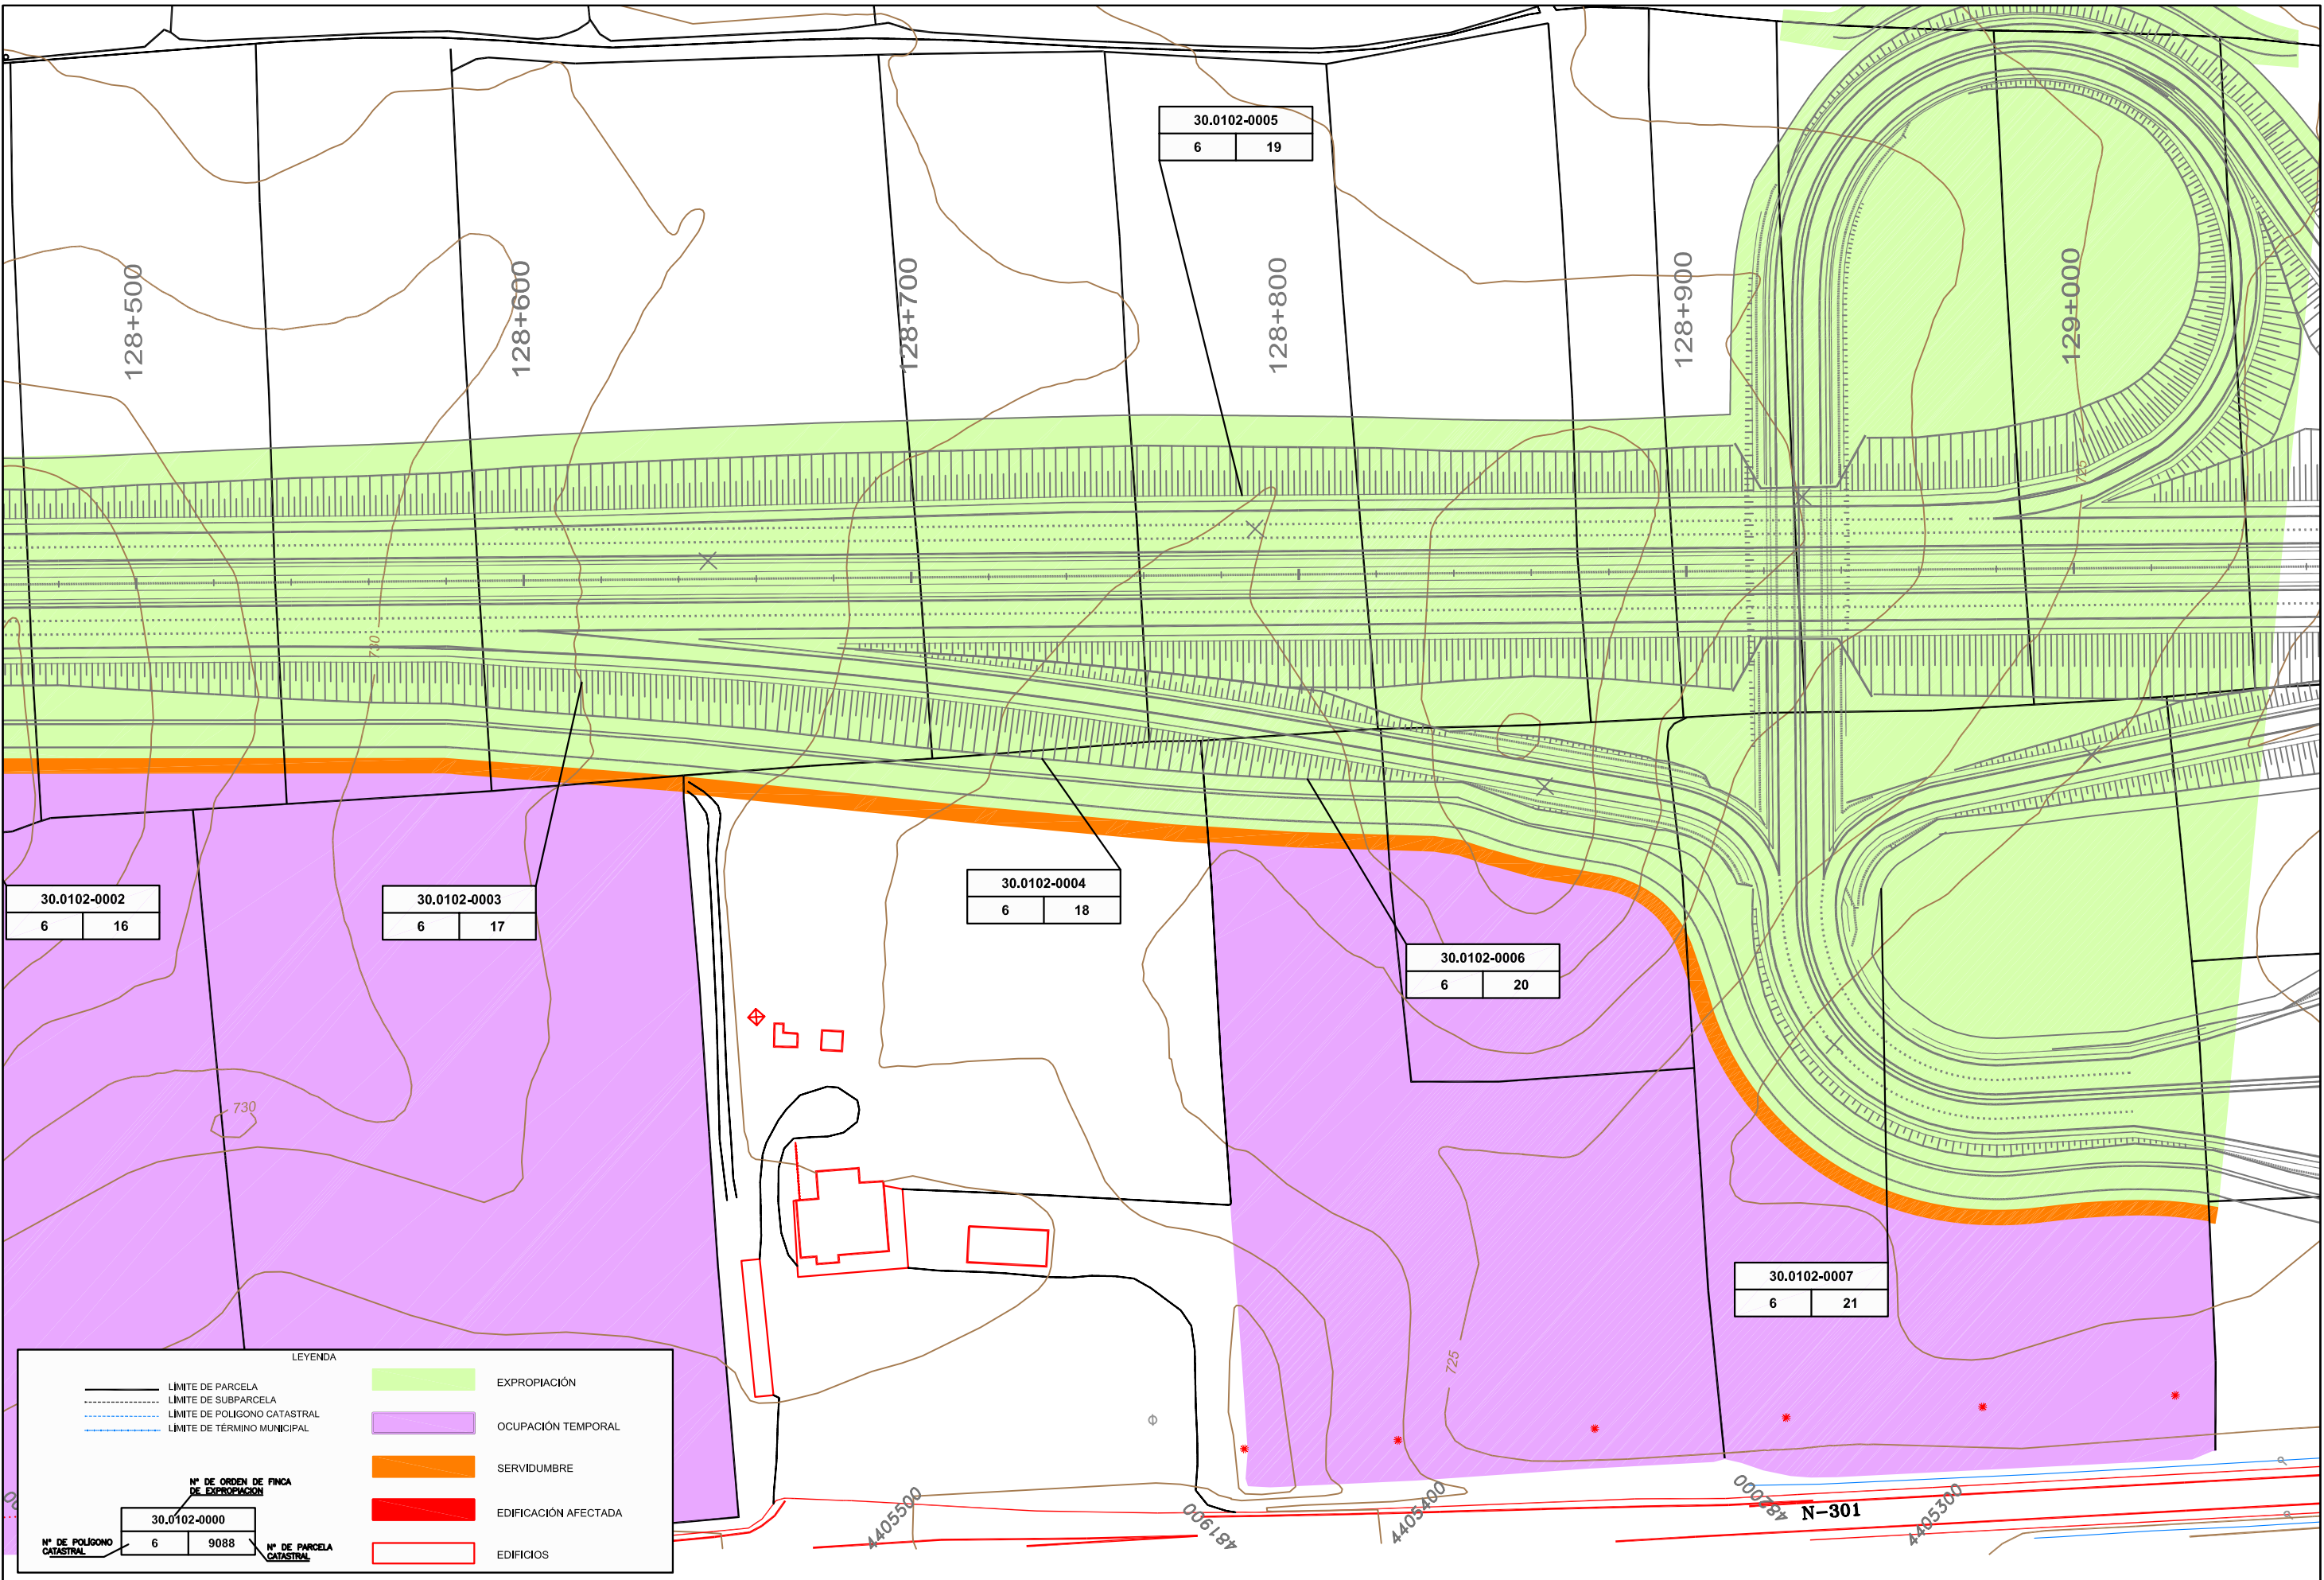 30.0102-0005
6 19
128+500
128+600
128+700
128+800
128+900
129+000
725
730
30.0102-0002
6 16
30.0102-0003
6 17
30.0102-0004
6 18
30.0102-0006
6 20
730
30.0102-0007
6 21
725
LEYENDA
LÍMITE DE PARCELA
LÍMITE DE SUBPARCELA
LÍMITE DE POLIGONO CATASTRAL
LÍMITE DE TÉRMINO MUNICIPAL
EXPROPIACIÓN
OCUPACIÓN TEMPORAL
SERVIDUMBRE
EDIFICACIÓN AFECTADA
EDIFICIOS
Nº DE ORDEN DE FINCA
DE EXPROPIACION
30.0102-0000
6 9088
Nº DE POLÍGONO
CATASTRAL
Nº DE PARCELA
CATASTRAL
4405500
481900
4405400
482000
N-301
4405300